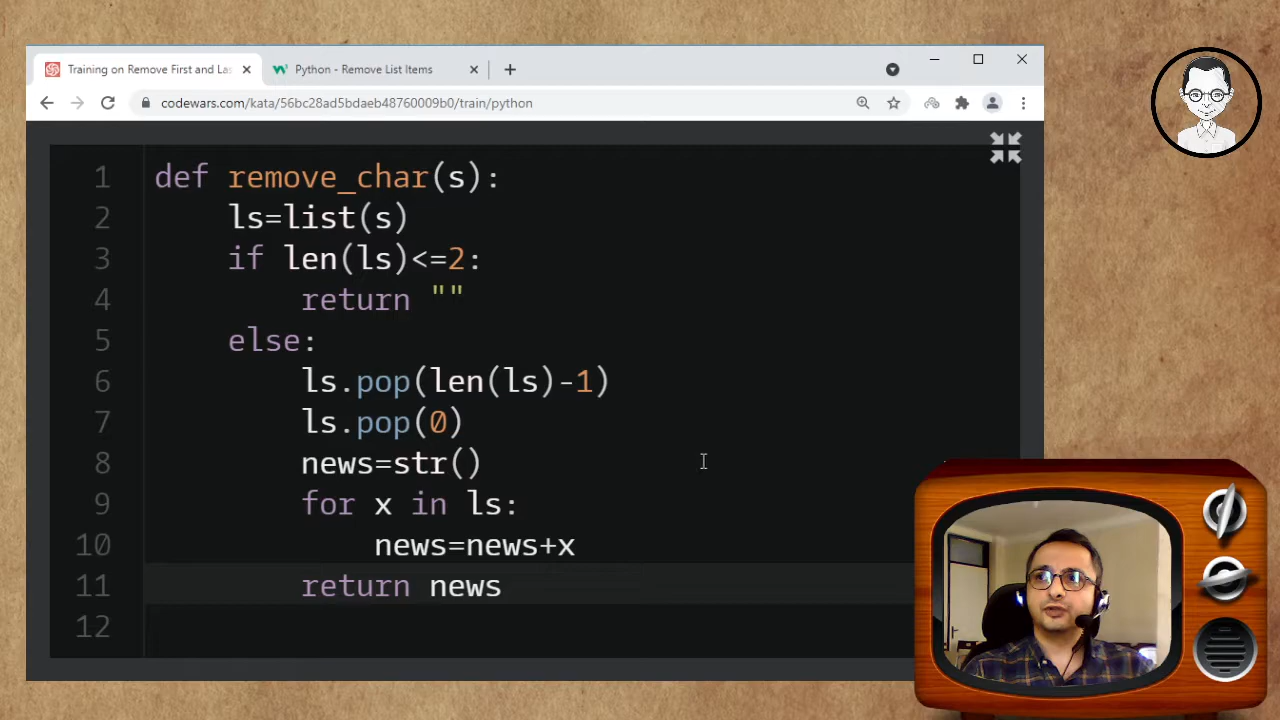 Training on Remove First and Las
Python - Remove List Items
codewars.com/kata/56bc28ad5bdaeb48760009b0/train/python
1 def remove_char(s):
2 ls=list(s)
3 if len(ls)<=2:
4 return ""
5 else:
6 ls.pop(len(ls)-1)
7 ls.pop(0)
8 news=str()
9 for x in ls:
10 news=news+x
11 return news
12